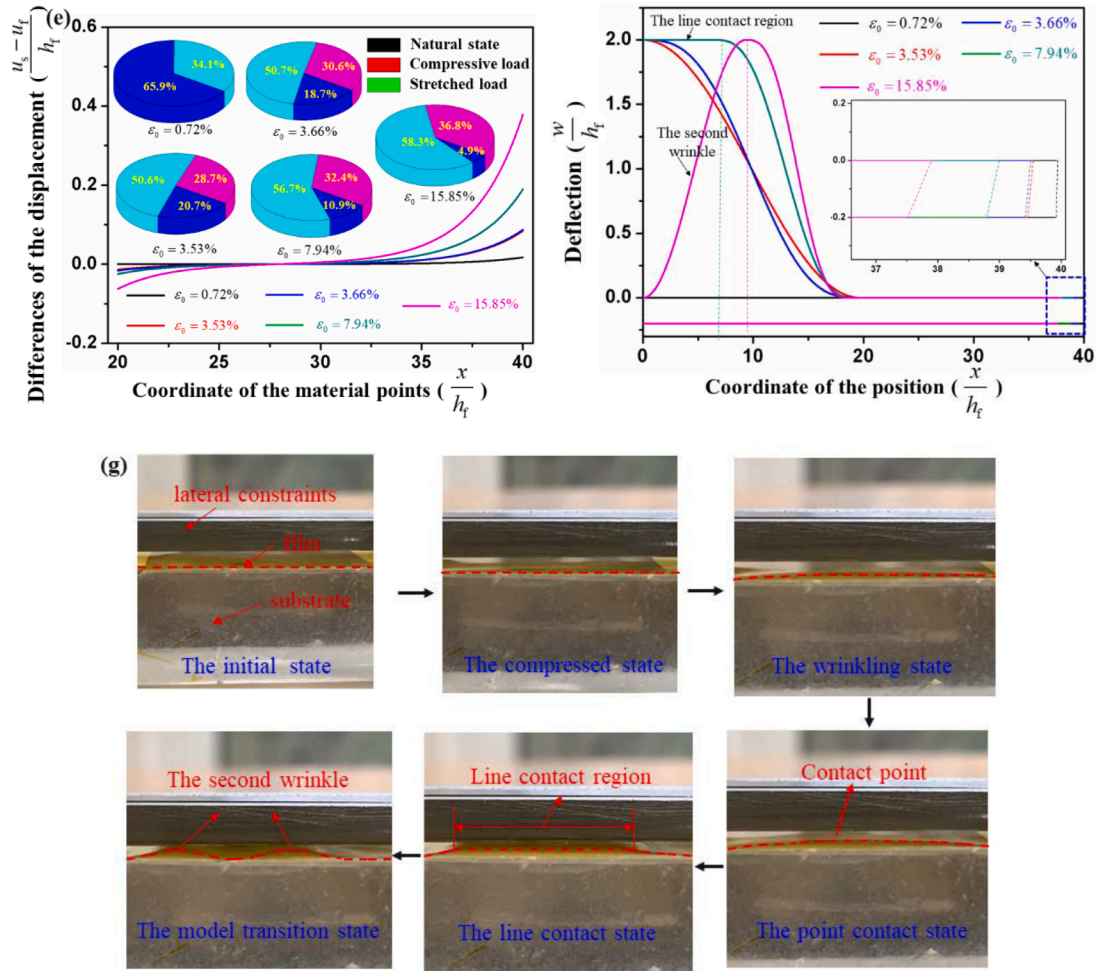 (e)
Differences of the displacement ( (u_s − u_f) / h_f )
0.6
0.4
0.2
0.0
-0.2
20
25
30
35
40
Coordinate of the material points ( x / h_f )
Natural state
Compressive load
Stretched load
34.1%
65.9%
ε₀ = 0.72%
50.7%
30.6%
18.7%
ε₀ = 3.66%
36.8%
58.3%
4.9%
ε₀ = 15.85%
50.6%
28.7%
20.7%
ε₀ = 3.53%
56.7%
32.4%
10.9%
ε₀ = 7.94%
ε₀ = 0.72%
ε₀ = 3.66%
ε₀ = 15.85%
ε₀ = 3.53%
ε₀ = 7.94%
Deflection ( w / h_f )
2.0
1.5
1.0
0.5
0.0
0
10
20
30
40
Coordinate of the position ( x / h_f )
The line contact region
ε₀ = 0.72%
ε₀ = 3.66%
ε₀ = 3.53%
ε₀ = 7.94%
ε₀ = 15.85%
The second
wrinkle
0.2
0.0
-0.2
37
38
39
40
(g)
lateral constraints
film
substrate
The initial state
The compressed state
The wrinkling state
The second wrinkle
The model transition state
Line contact region
The line contact state
Contact point
The point contact state